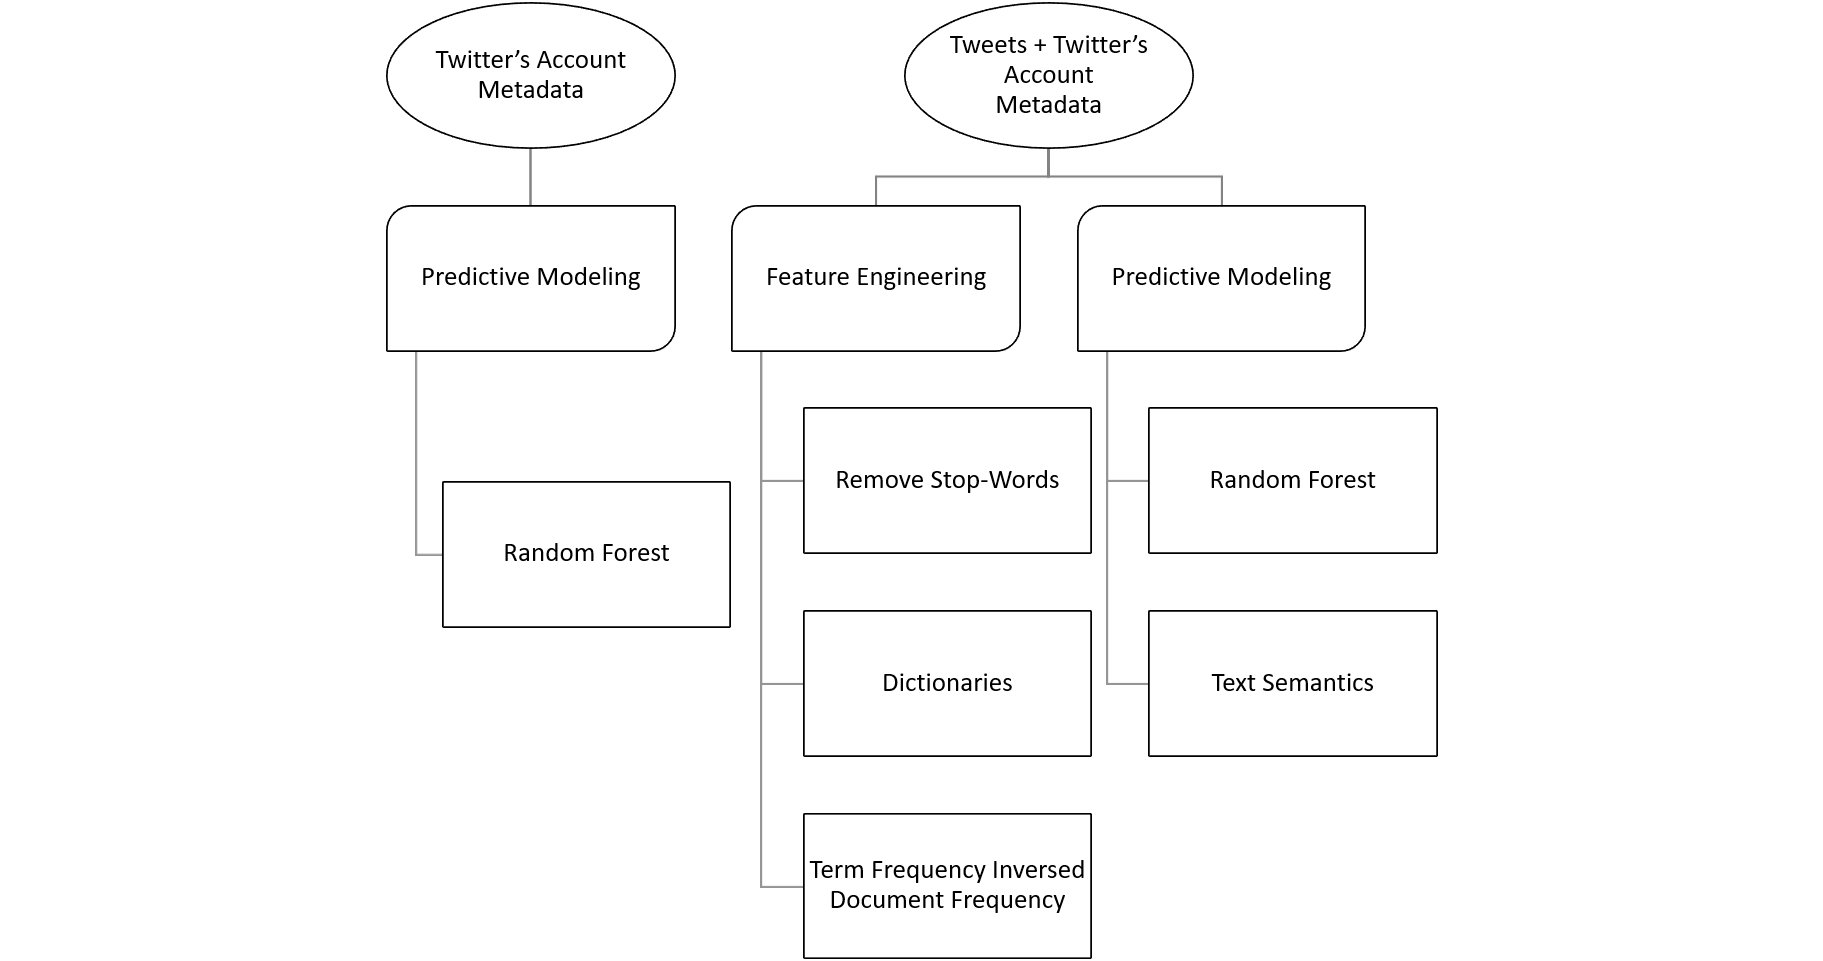 Twitter’s Account
Metadata
Tweets + Twitter’s
Account
Metadata
Predictive Modeling
Feature Engineering
Predictive Modeling
Random Forest
Remove Stop-Words
Random Forest
Dictionaries
Text Semantics
Term Frequency Inversed
Document Frequency